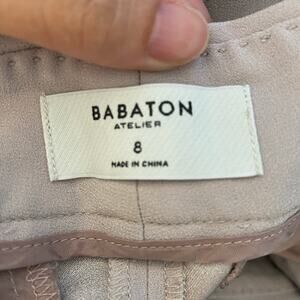 BABATON
ATELIER
8
MADE IN CHINA